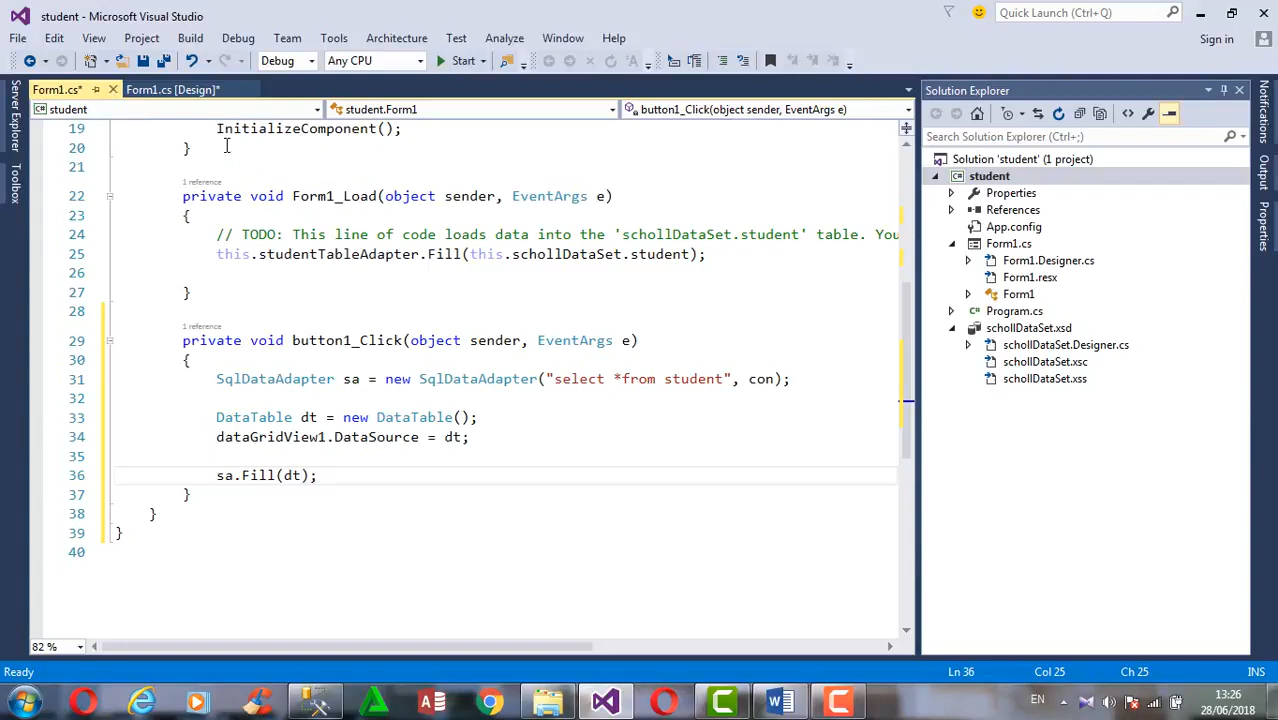 student - Microsoft Visual Studio
Quick Launch (Ctrl+Q)
File Edit View Project Build Debug Team Tools Architecture Test Analyze Window Help
Sign in
Debug Any CPU Start
Form1.cs* Form1.cs [Design]*
student student.Form1 button1_Click(object sender, EventArgs e)
Server Explorer
Toolbox
19 InitializeComponent();
20 }
21
1 reference
22 private void Form1_Load(object sender, EventArgs e)
23 {
24 // TODO: This line of code loads data into the 'schollDataSet.student' table. You
25 this.studentTableAdapter.Fill(this.schollDataSet.student);
26
27 }
28
1 reference
29 private void button1_Click(object sender, EventArgs e)
30 {
31 SqlDataAdapter sa = new SqlDataAdapter("select *from student", con);
32
33 DataTable dt = new DataTable();
34 dataGridView1.DataSource = dt;
35
36 sa.Fill(dt);
37 }
38 }
39 }
40
82 %
Solution Explorer
Search Solution Explorer (Ctrl+;)
Solution 'student' (1 project)
student
Properties
References
App.config
Form1.cs
Form1.Designer.cs
Form1.resx
Form1
Program.cs
schollDataSet.xsd
schollDataSet.Designer.cs
schollDataSet.xsc
schollDataSet.xss
Notifications
Output
Properties
Ready Ln 36 Col 25 Ch 25 INS
EN
13:26
28/06/2018